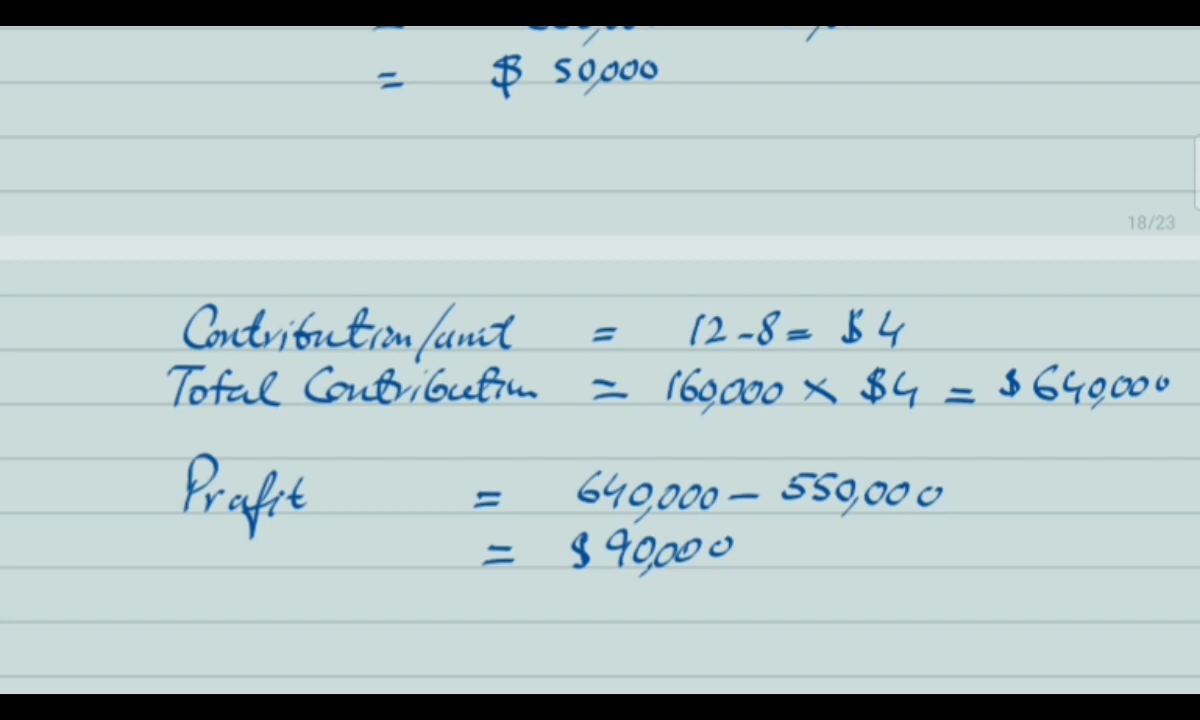 = $ 50,000
18/23
Contribution/unit = 12-8 = $ 4
Total Contribution = 160,000 × $4 = $640,000
Profit = 640,000 - 550,000
= $ 90,000